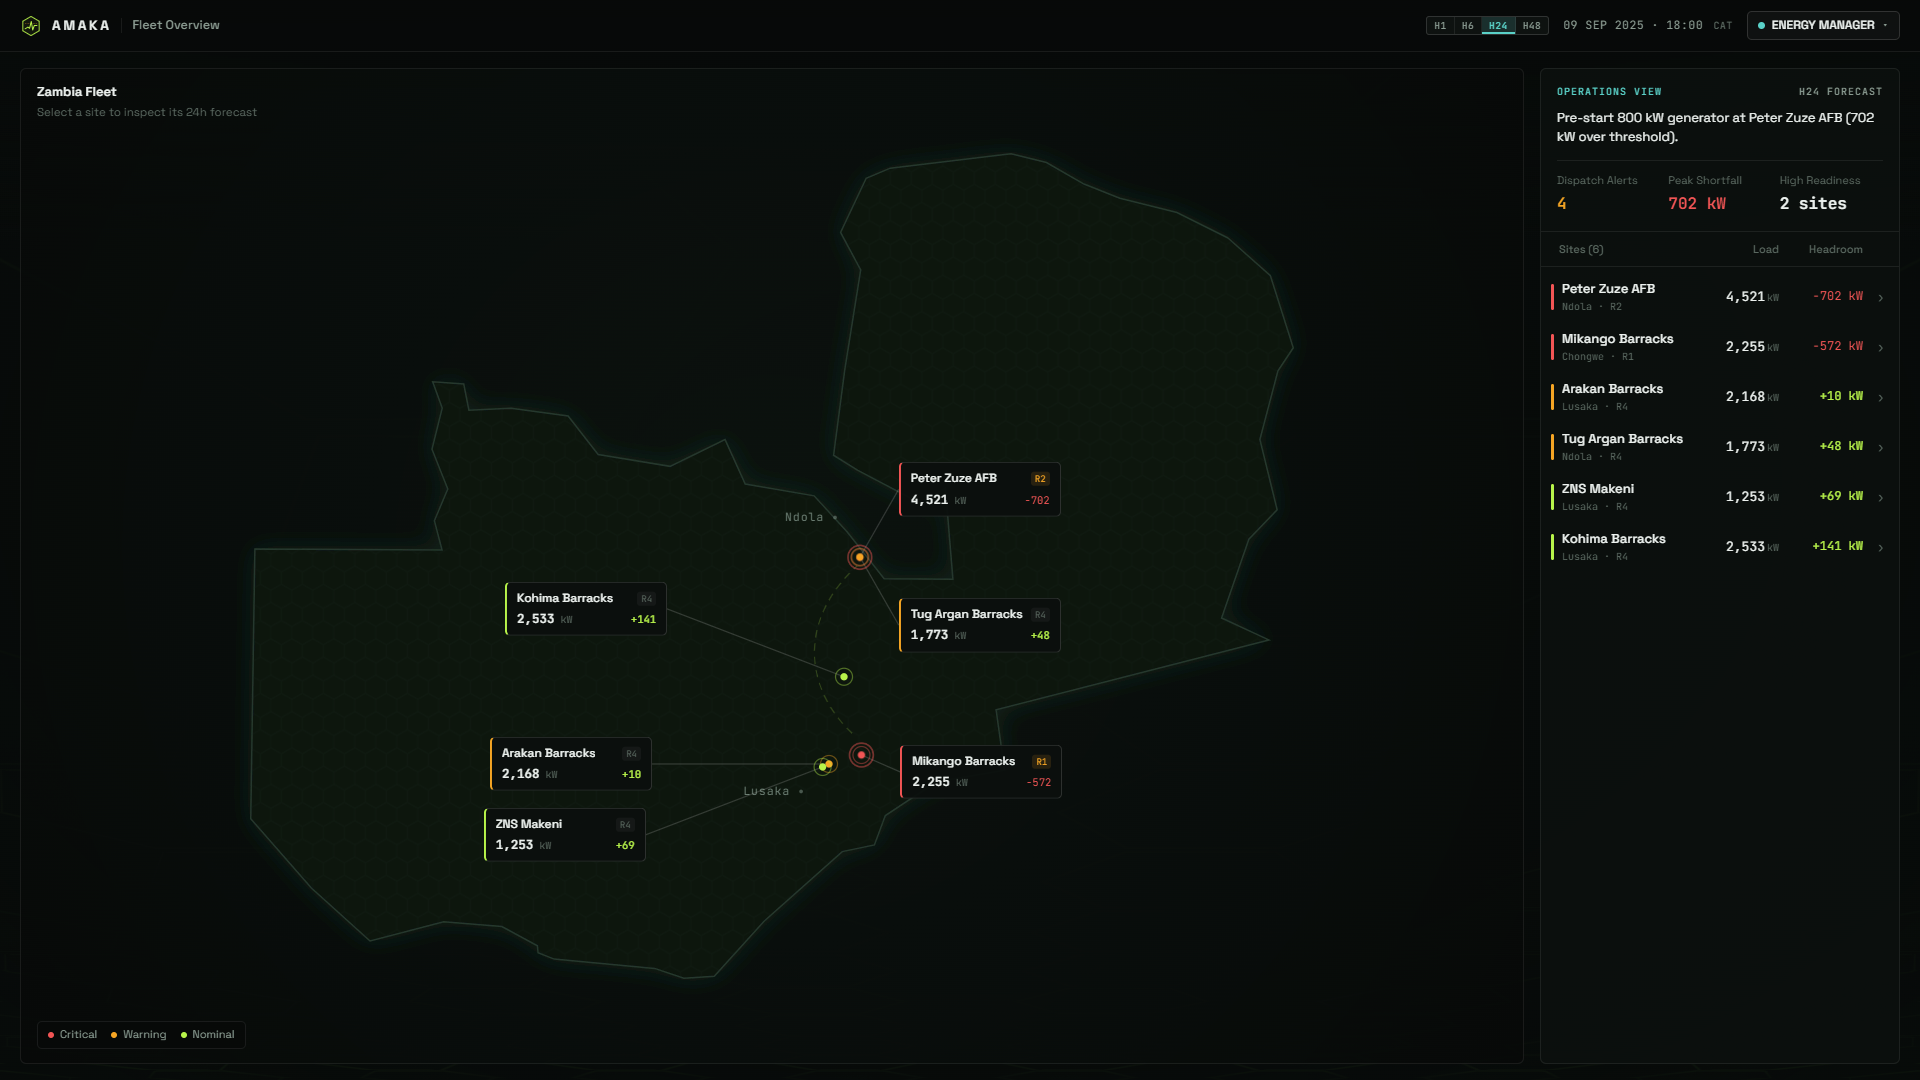 AMAKA
Fleet Overview
H1 H6 H24 H48
09 SEP 2025 · 18:00 CAT
ENERGY MANAGER
Zambia Fleet
Select a site to inspect its 24h forecast
Peter Zuze AFB R2
4,521 kW -702
Ndola
Kohima Barracks R4
2,533 kW +141
Tug Argan Barracks R4
1,773 kW +48
Arakan Barracks R4
2,168 kW +10
Mikango Barracks R1
2,255 kW -572
Lusaka
ZNS Makeni R4
1,253 kW +69
Critical Warning Nominal
OPERATIONS VIEW H24 FORECAST
Pre-start 800 kW generator at Peter Zuze AFB (702
kW over threshold).
Dispatch Alerts Peak Shortfall High Readiness
4 702 kW 2 sites
Sites (6) Load Headroom
Peter Zuze AFB 4,521 kW -702 kW
Ndola · R2
Mikango Barracks 2,255 kW -572 kW
Chongwe · R1
Arakan Barracks 2,168 kW +10 kW
Lusaka · R4
Tug Argan Barracks 1,773 kW +48 kW
Ndola · R4
ZNS Makeni 1,253 kW +69 kW
Lusaka · R4
Kohima Barracks 2,533 kW +141 kW
Lusaka · R4